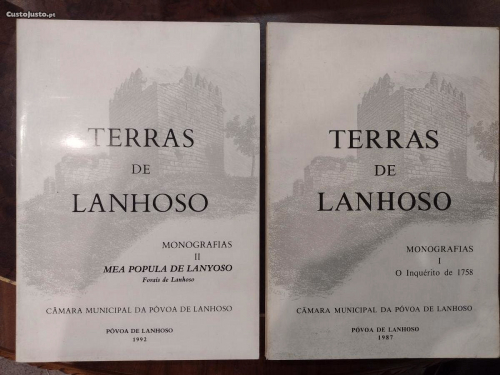 CustoJusto.pt
TERRAS
DE
LANHOSO
MONOGRAFIAS
II
MEA POPULA DE LANYOSO
Forais de Lanhoso
CÂMARA MUNICIPAL DA PÓVOA DE LANHOSO
PÓVOA DE LANHOSO
1992
TERRAS
DE
LANHOSO
MONOGRAFIAS
I
O Inquérito de 1758
CÂMARA MUNICIPAL DA PÓVOA DE LANHOSO
PÓVOA DE LANHOSO
1987